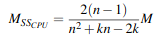 M_{SS_{CPU}} = \frac{2(n-1)}{n^2+kn-2k} M